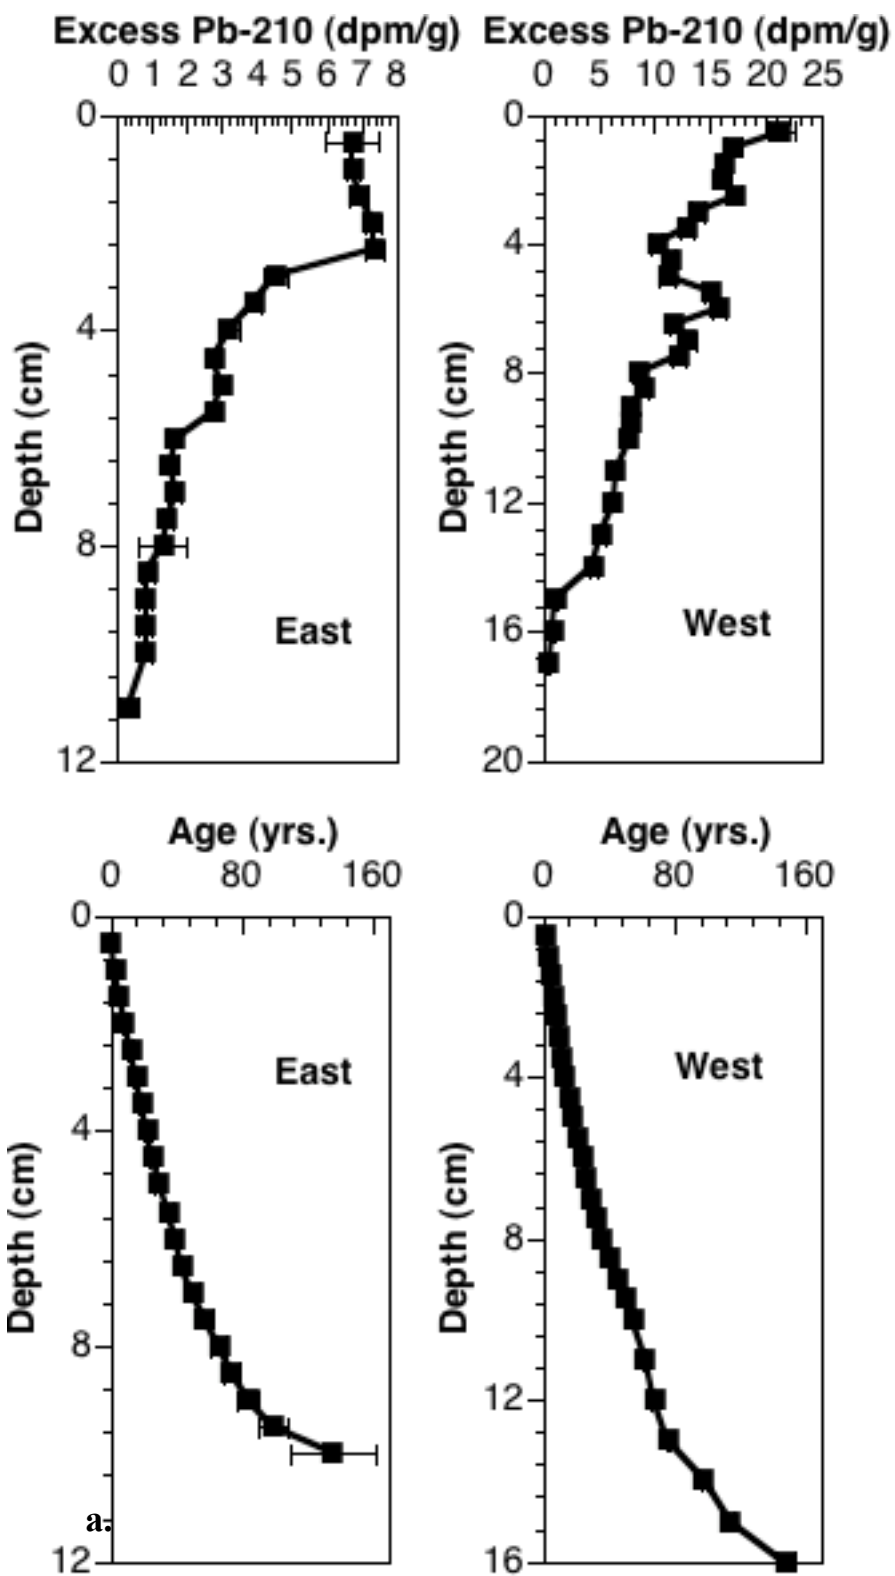 Excess Pb-210 (dpm/g) Excess Pb-210 (dpm/g)
0 1 2 3 4 5 6 7 8 0 5 10 15 20 25
0 0
4
4
8
Depth (cm) Depth (cm)
12
8
East West
16
12 20
Age (yrs.) Age (yrs.)
0 80 160 0 80 160
0 0
East West
4
4
Depth (cm) Depth (cm)
8
8
12
a.
12 16